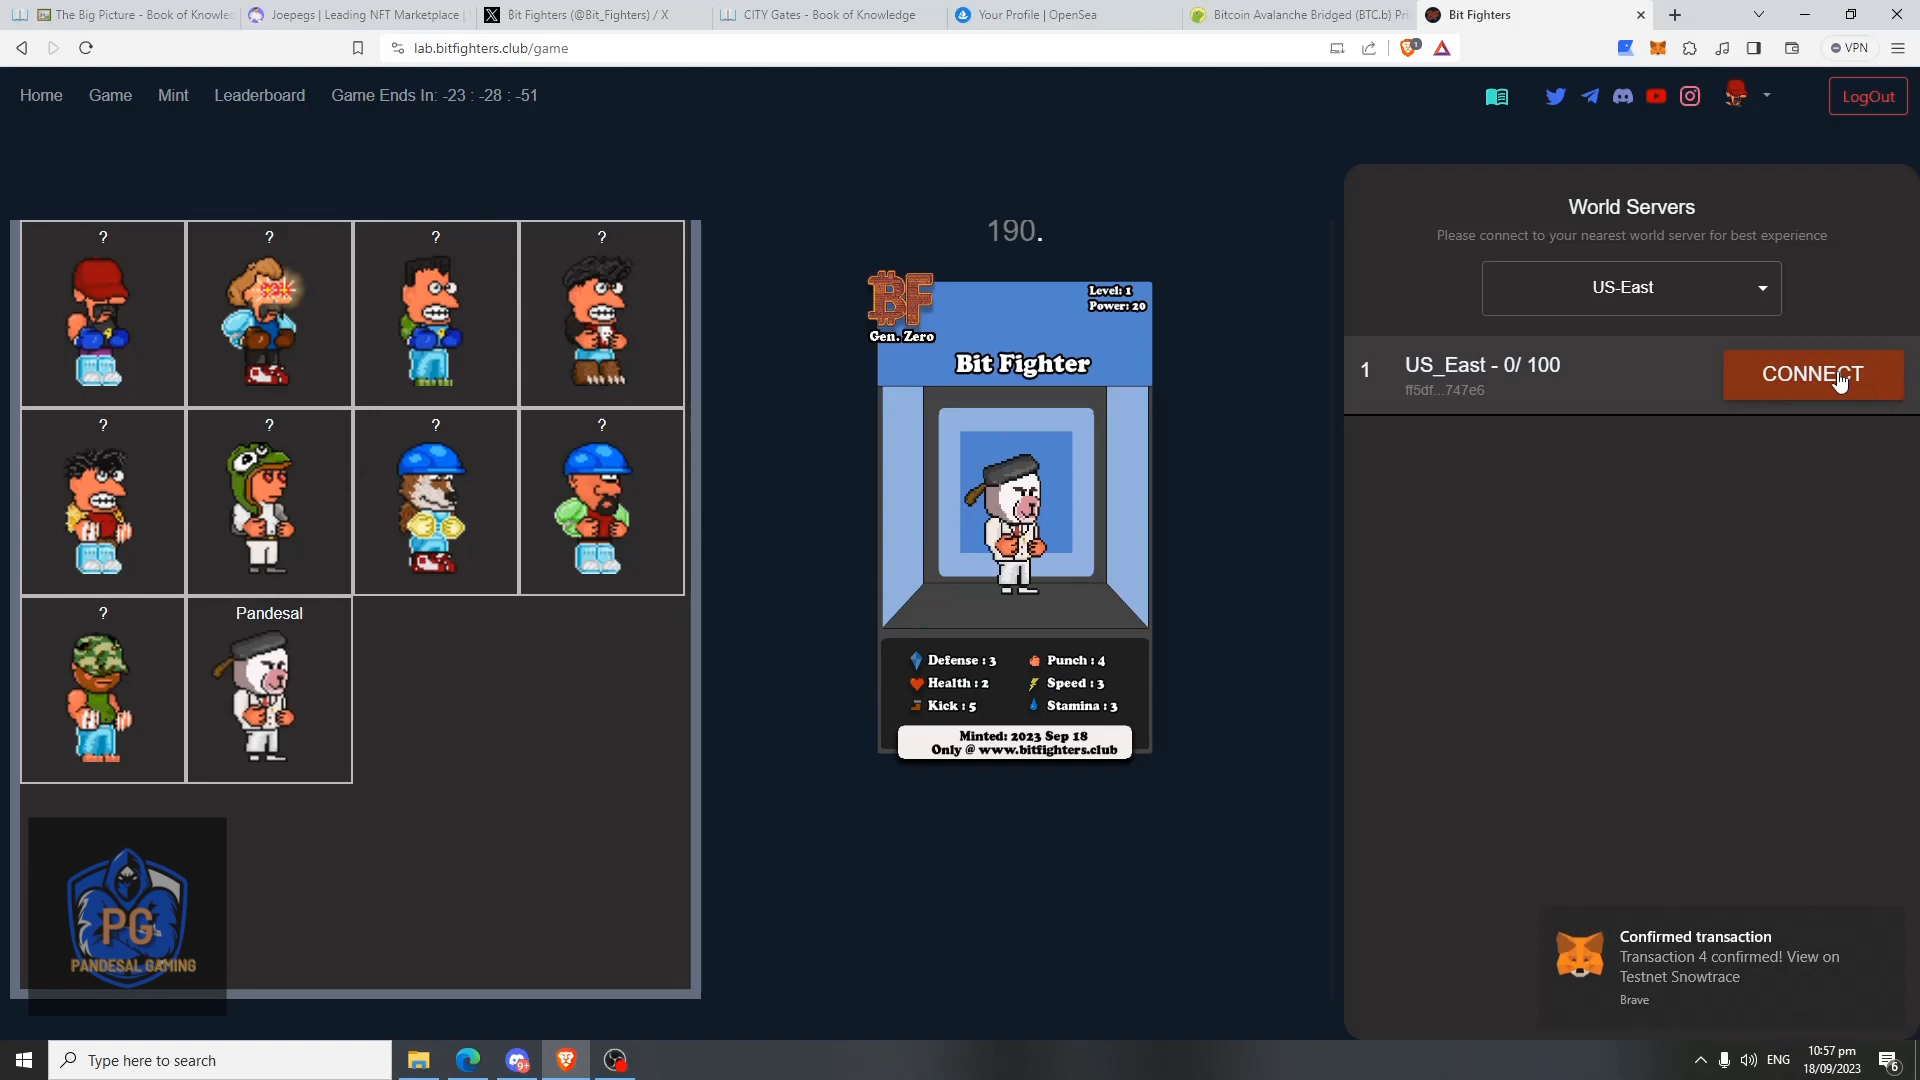 The Big Picture - Book of Knowle
Joepegs | Leading NFT Marketplace |
Bit Fighters (@Bit_Fighters) / X
CITY Gates - Book of Knowledge
Your Profile | OpenSea
Bitcoin Avalanche Bridged (BTC.b) Pri
Bit Fighters
lab.bitfighters.club/game
1
VPN
Home
Game
Mint
Leaderboard
Game Ends In: -23 : -28 : -51
LogOut
World Servers
Please connect to your nearest world server for best experience
US-East
1
US_East - 0/ 100
ff5df...747e6
CONNECT
? ? ? ?
? ? ? ?
? Pandesal
190.
BF
Gen. Zero
Level: 1
Power: 20
Bit Fighter
Defense : 3
Punch : 4
Health : 2
Speed : 3
Kick : 5
Stamina : 3
Minted: 2023 Sep 18
Only @ www.bitfighters.club
PG
PANDESAL GAMING
Confirmed transaction
Transaction 4 confirmed! View on
Testnet Snowtrace
Brave
Type here to search
9+
ENG
10:57 pm
18/09/2023
6